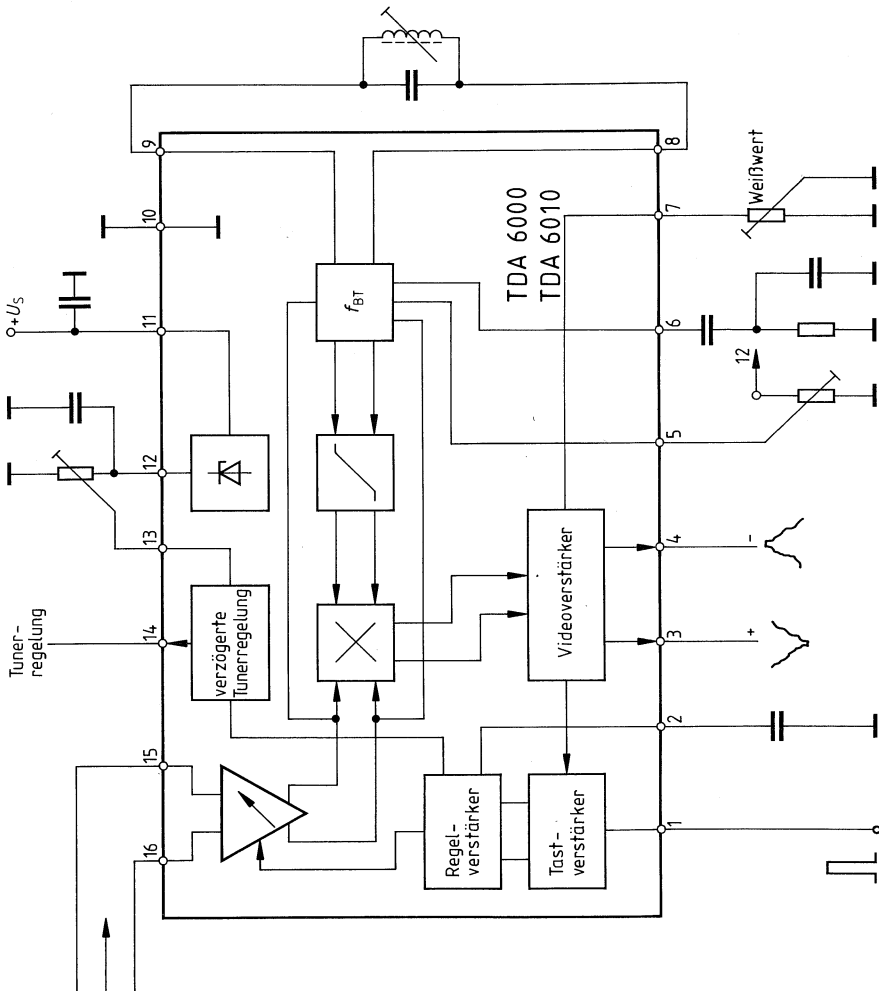 Tuner-
regelung
+U_S
16
15
14
13
12
11
10
9
verzögerte
Tunerregelung
f_BT
TDA 6000
TDA 6010
Regel-
verstärker
Tast-
verstärker
Videoverstärker
1
2
3
4
5
6
7
8
+
-
12
Weißwert